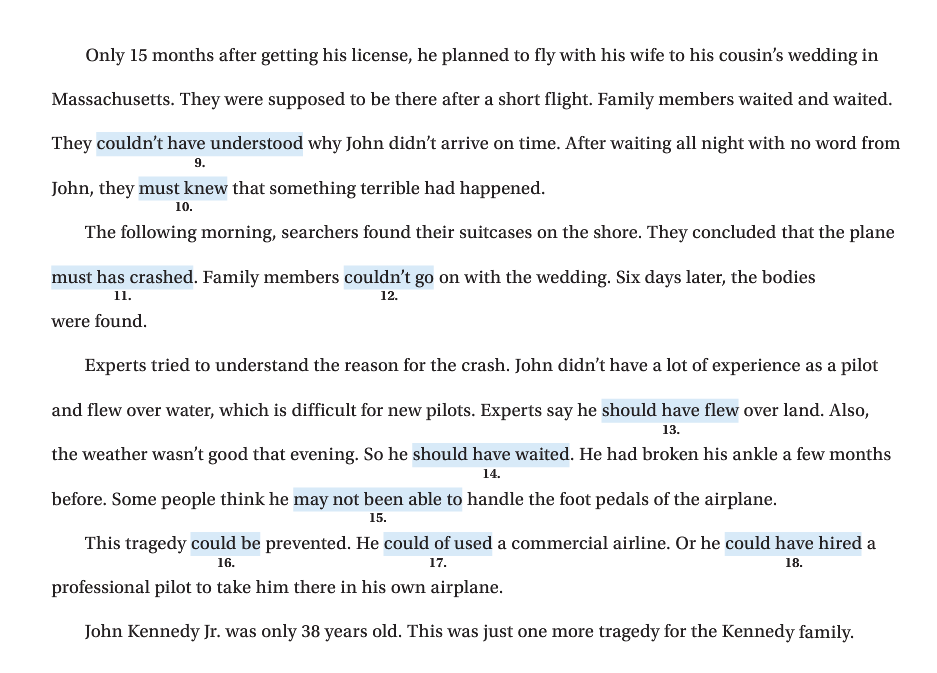 Only 15 months after getting his license, he planned to fly with his wife to his cousin’s wedding in
Massachusetts. They were supposed to be there after a short flight. Family members waited and waited.
They couldn’t have understood why John didn’t arrive on time. After waiting all night with no word from
9.
John, they must knew that something terrible had happened.
10.
The following morning, searchers found their suitcases on the shore. They concluded that the plane
must has crashed. Family members couldn’t go on with the wedding. Six days later, the bodies
11. 12.
were found.
Experts tried to understand the reason for the crash. John didn’t have a lot of experience as a pilot
and flew over water, which is difficult for new pilots. Experts say he should have flew over land. Also,
13.
the weather wasn’t good that evening. So he should have waited. He had broken his ankle a few months
14.
before. Some people think he may not been able to handle the foot pedals of the airplane.
15.
This tragedy could be prevented. He could of used a commercial airline. Or he could have hired a
16. 17. 18.
professional pilot to take him there in his own airplane.
John Kennedy Jr. was only 38 years old. This was just one more tragedy for the Kennedy family.